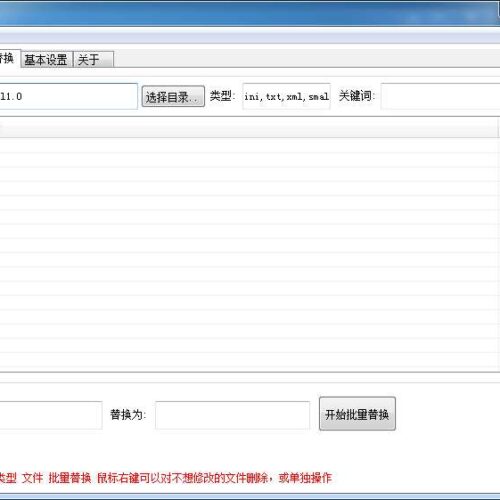 替换 基本设置 关于
l1.0 选择目录.. 类型: ini,txt,xml,smal 关键词:
替换为: 开始批量替换
类型 文件 批量替换 鼠标右键可以对不想修改的文件删除，或单独操作